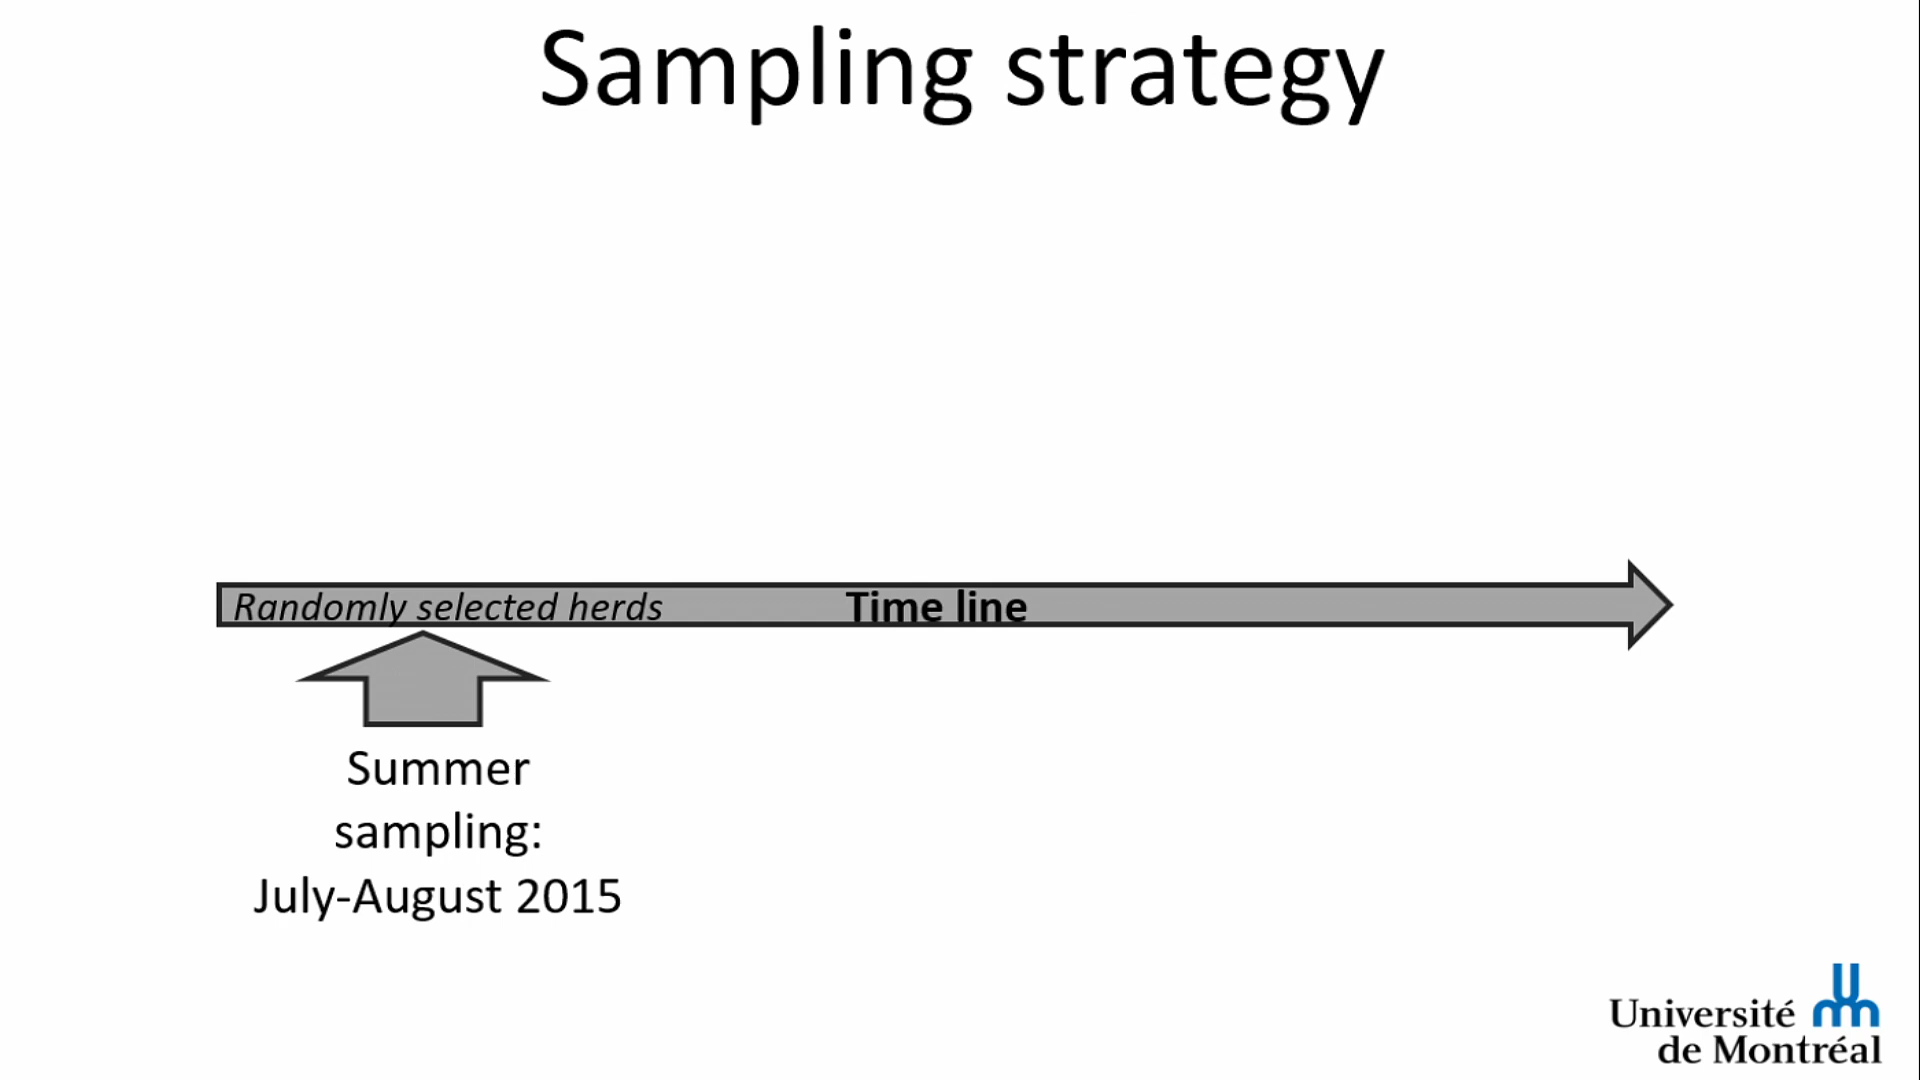 Sampling strategy
Randomly selected herds
Time line
Summer
sampling:
July-August 2015
Université
de Montréal